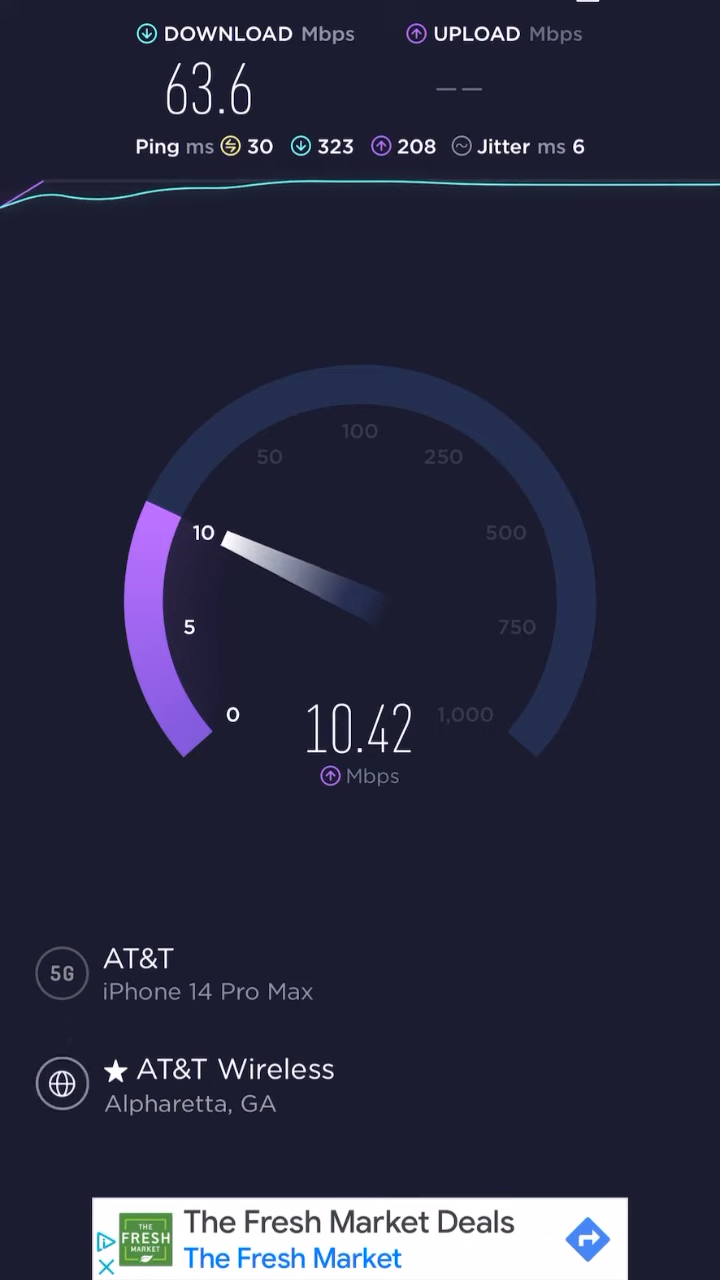 DOWNLOAD Mbps
UPLOAD Mbps
63.6
— —
Ping ms 30 323 208 Jitter ms 6
100
50
250
10
500
5
750
0
1,000
10.42
Mbps
5G
AT&T
iPhone 14 Pro Max
AT&T Wireless
Alpharetta, GA
THE
FRESH
MARKET
The Fresh Market Deals
The Fresh Market